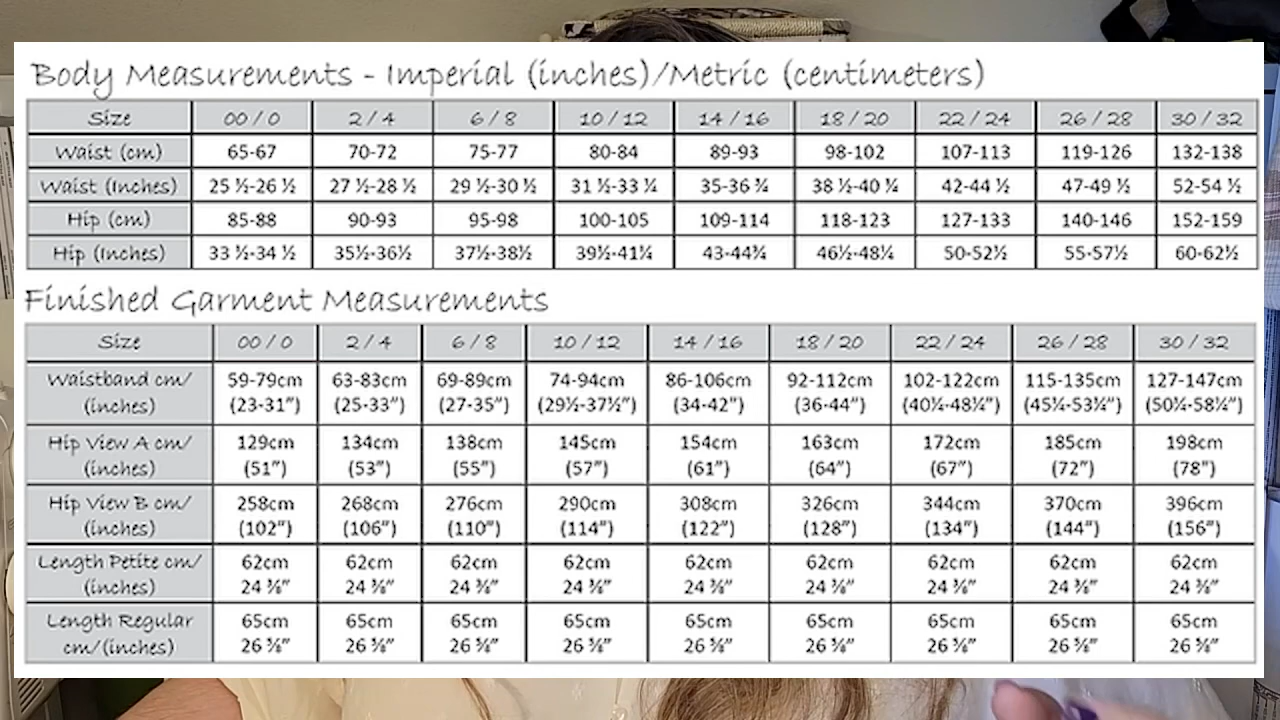 Body Measurements - Imperial (inches)/Metric (centimeters)
Size 00 / 0 2 / 4 6 / 8 10 / 12 14 / 16 18 / 20 22 / 24 26 / 28 30 / 32
Waist (cm) 65-67 70-72 75-77 80-84 89-93 98-102 107-113 119-126 132-138
Waist (Inches) 25 ½-26 ½ 27 ½-28 ½ 29 ½-30 ½ 31 ½-33 ¼ 35-36 ¾ 38 ½-40 ¼ 42-44 ½ 47-49 ½ 52-54 ½
Hip (cm) 85-88 90-93 95-98 100-105 109-114 118-123 127-133 140-146 152-159
Hip (Inches) 33 ½-34 ½ 35½-36½ 37½-38½ 39½-41¼ 43-44¾ 46½-48¼ 50-52½ 55-57½ 60-62½
Finished Garment Measurements
Size 00 / 0 2 / 4 6 / 8 10 / 12 14 / 16 18 / 20 22 / 24 26 / 28 30 / 32
Waistband cm/ 59-79cm 63-83cm 69-89cm 74-94cm 86-106cm 92-112cm 102-122cm 115-135cm 127-147cm
(inches) (23-31”) (25-33”) (27-35”) (29½-37½”) (34-42”) (36-44”) (40¼-48¼”) (45¼-53¼”) (50¼-58¼”)
Hip View A cm/ 129cm 134cm 138cm 145cm 154cm 163cm 172cm 185cm 198cm
(inches) (51”) (53”) (55”) (57”) (61”) (64”) (67”) (72”) (78”)
Hip View B cm/ 258cm 268cm 276cm 290cm 308cm 326cm 344cm 370cm 396cm
(inches) (102”) (106”) (110”) (114”) (122”) (128”) (134”) (144”) (156”)
Length Petite cm/ 62cm 62cm 62cm 62cm 62cm 62cm 62cm 62cm 62cm
(inches) 24 ⅜” 24 ⅜” 24 ⅜” 24 ⅜” 24 ⅜” 24 ⅜” 24 ⅜” 24 ⅜” 24 ⅜”
Length Regular 65cm 65cm 65cm 65cm 65cm 65cm 65cm 65cm 65cm
cm/(inches) 26 ⅝” 26 ⅝” 26 ⅝” 26 ⅝” 26 ⅝” 26 ⅝” 26 ⅝” 26 ⅝” 26 ⅝”